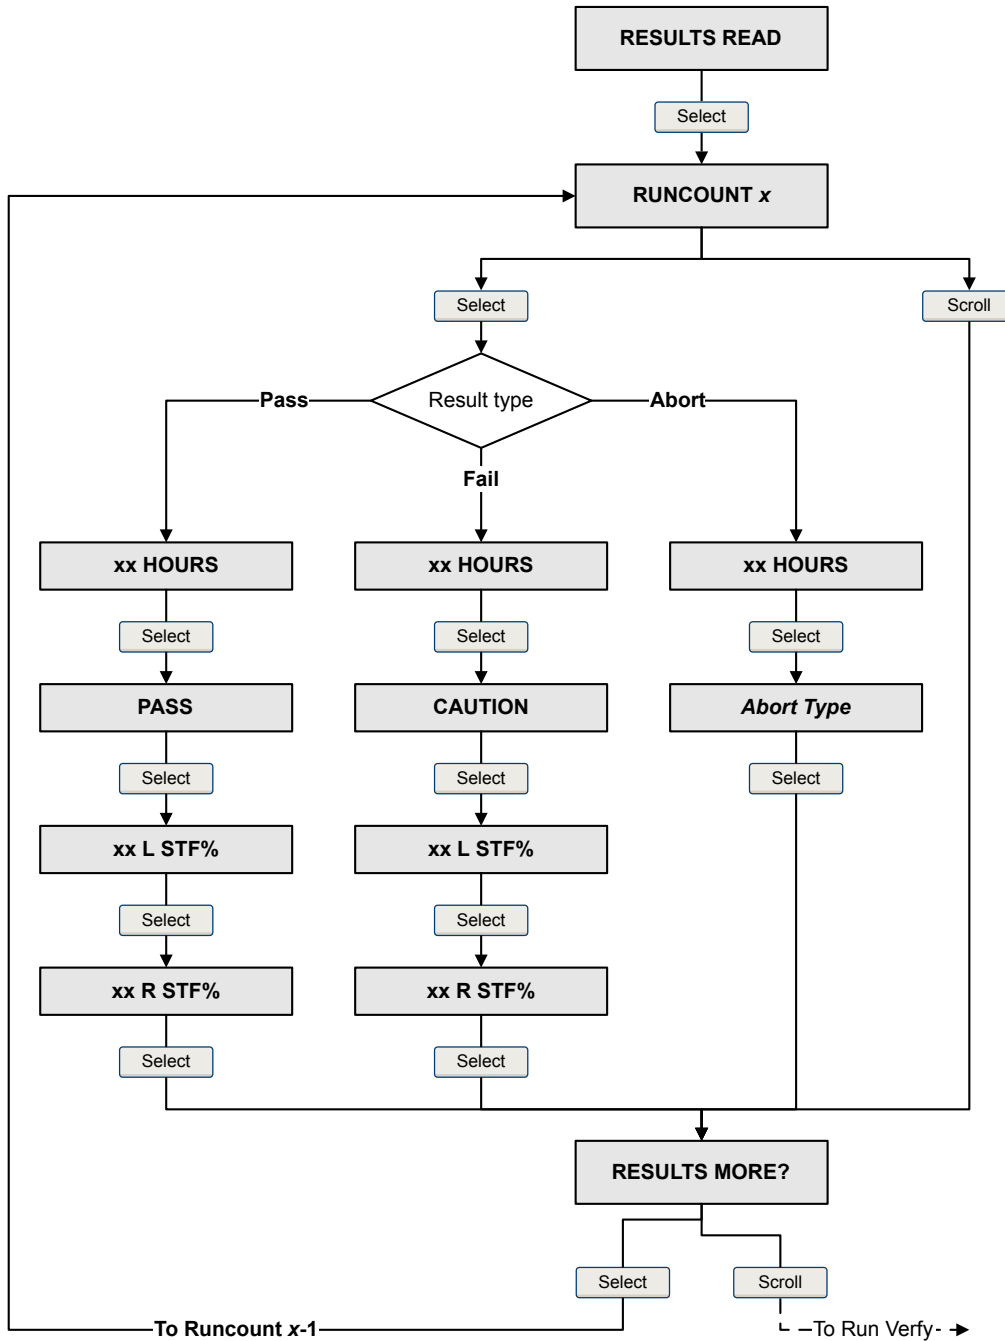 RESULTS READ
Select
RUNCOUNT x
Select
Scroll
Result type
Pass
Abort
Fail
xx HOURS
xx HOURS
xx HOURS
Select
Select
Select
PASS
CAUTION
Abort Type
Select
Select
Select
xx L STF%
xx L STF%
Select
Select
xx R STF%
xx R STF%
Select
Select
RESULTS MORE?
Select
Scroll
To Runcount x-1
To Run Verfy